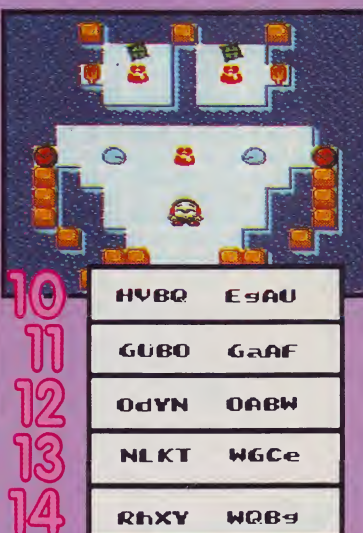 10 HVBQ EgAU
11 GUBO GaAF
12 OdYN OABW
13 NLKT WGCe
14 RhXY WQBg